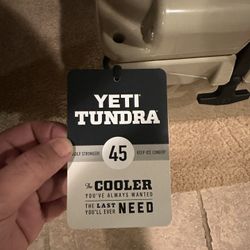 YETI
TUNDRA
WILDLY STRONGER! 45 KEEP ICE LONGER!
The COOLER
YOU'VE ALWAYS WANTED
THE LAST NEED
YOU'LL EVER